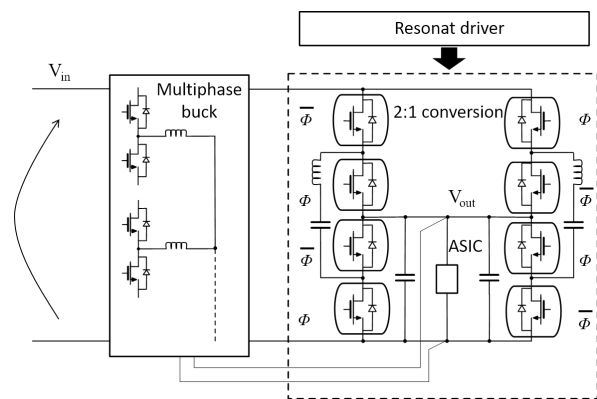 Resonat driver
V_in
Multiphase
buck
2:1 conversion
Φ̅
Φ
Φ
Φ̅
V_out
Φ̅
ASIC
Φ
Φ
Φ̅